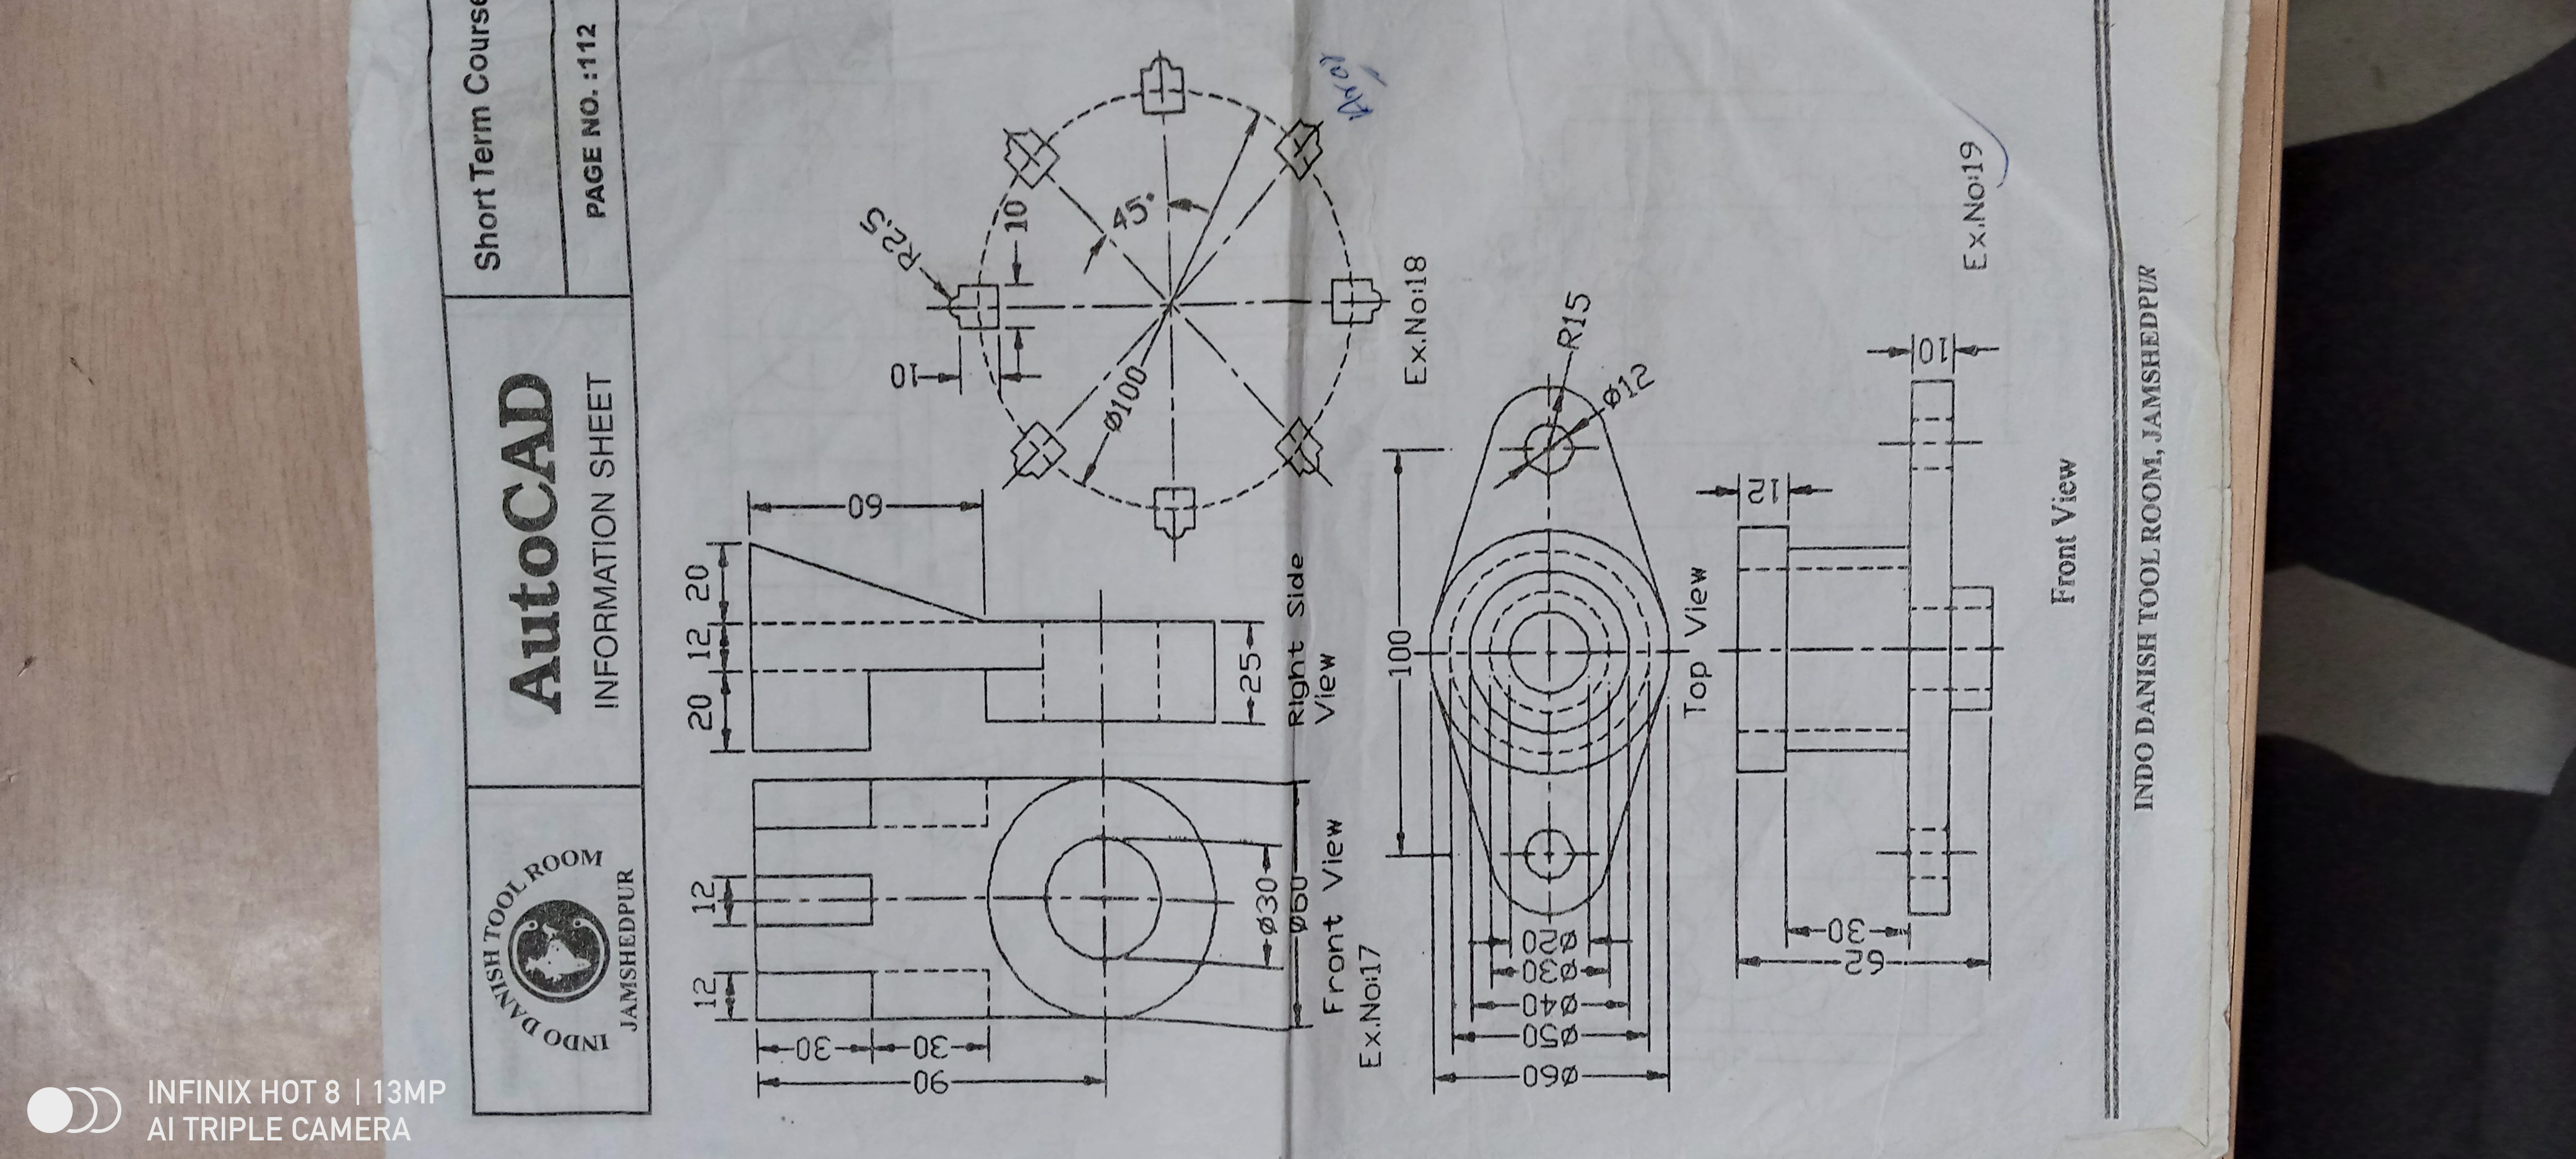 INDO DANISH TOOL ROOM
JAMSHEDPUR
AutoCAD
INFORMATION SHEET
Short Term Course
PAGE NO. :112
12
12
20
12
20
30
30
90
60
25
Ø30
Ø60
Front View
Right Side
View
Ex.No:17
R2.5
10
10
45°
Ø100
Ex.No:18
100
R15
Ø12
Ø20
Ø30
Ø40
Ø50
Ø60
Top View
12
10
30
62
Front View
Ex.No:19
INDO DANISH TOOL ROOM, JAMSHEDPUR
INFINIX HOT 8 | 13MP
AI TRIPLE CAMERA